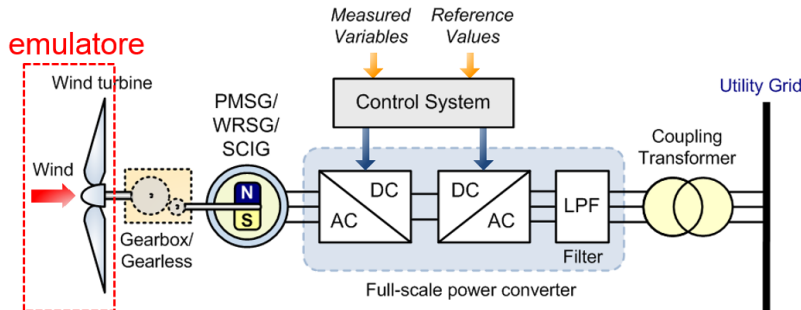 emulatore
Measured
Variables
Reference
Values
Wind turbine
PMSG/
WRSG/
SCIG
Control System
Utility Grid
Coupling
Transformer
Wind
N
S
DC
AC
DC
AC
LPF
Gearbox/
Gearless
Filter
Full-scale power converter